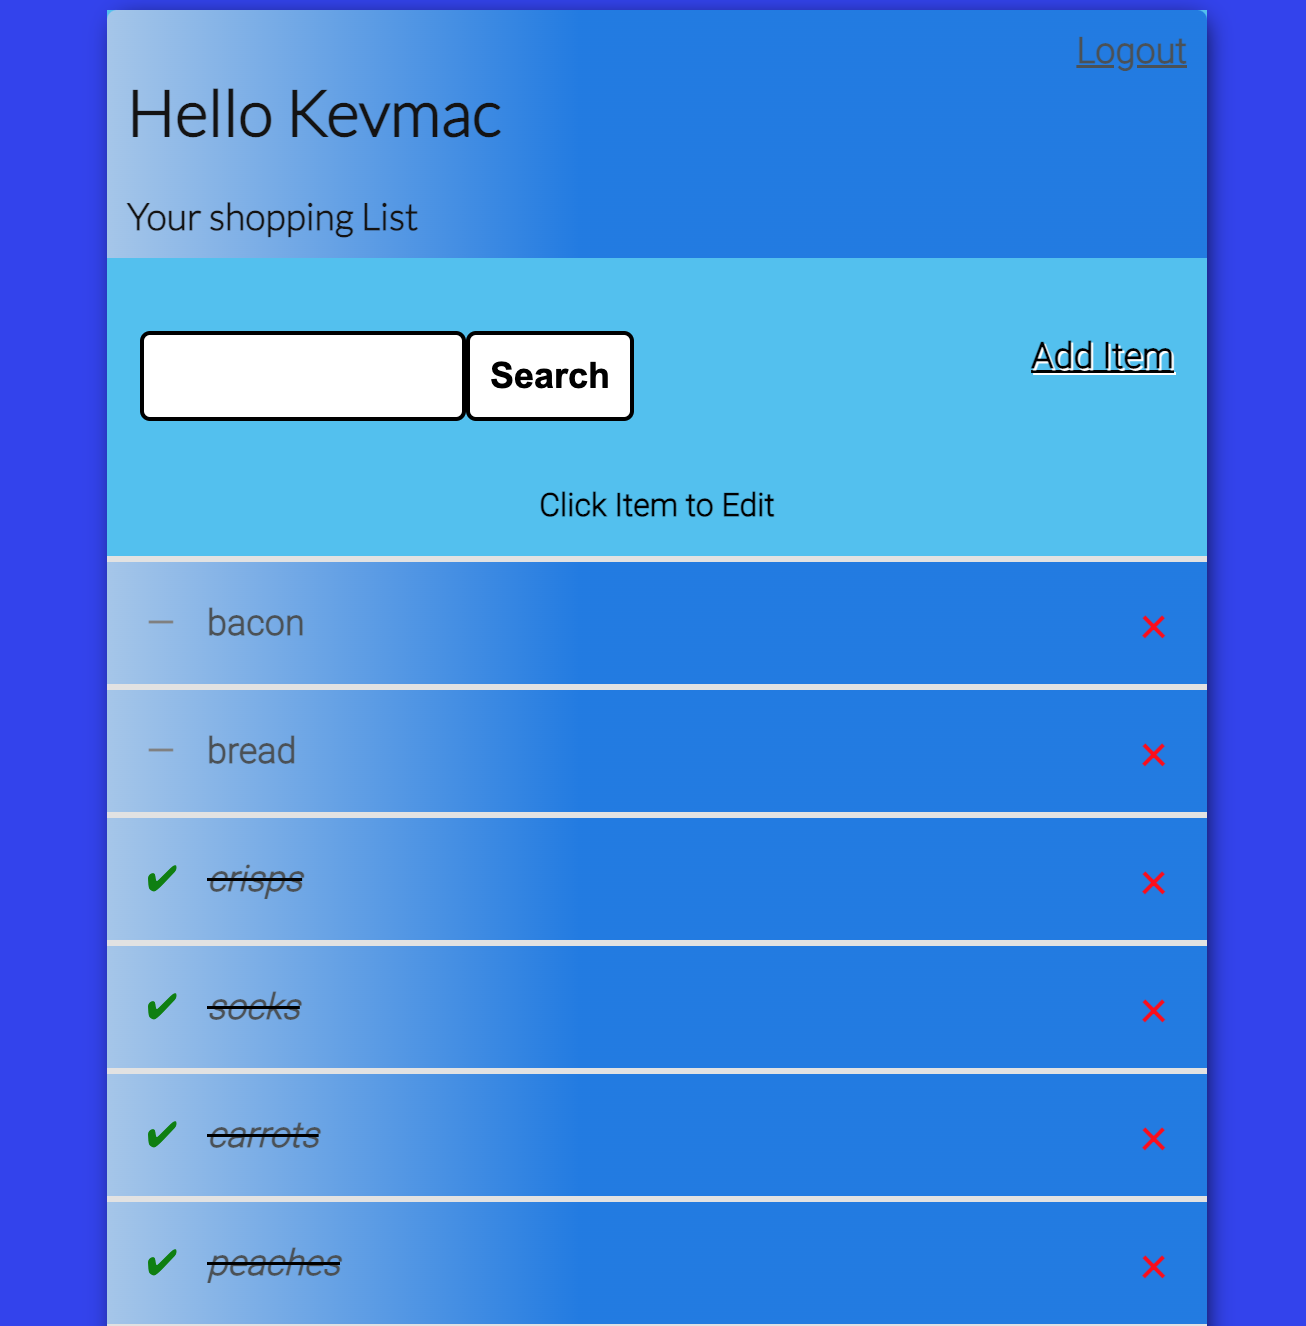 Logout
Hello Kevmac
Your shopping List
Search
Add Item
Click Item to Edit
bacon
bread
crisps
socks
carrots
peaches